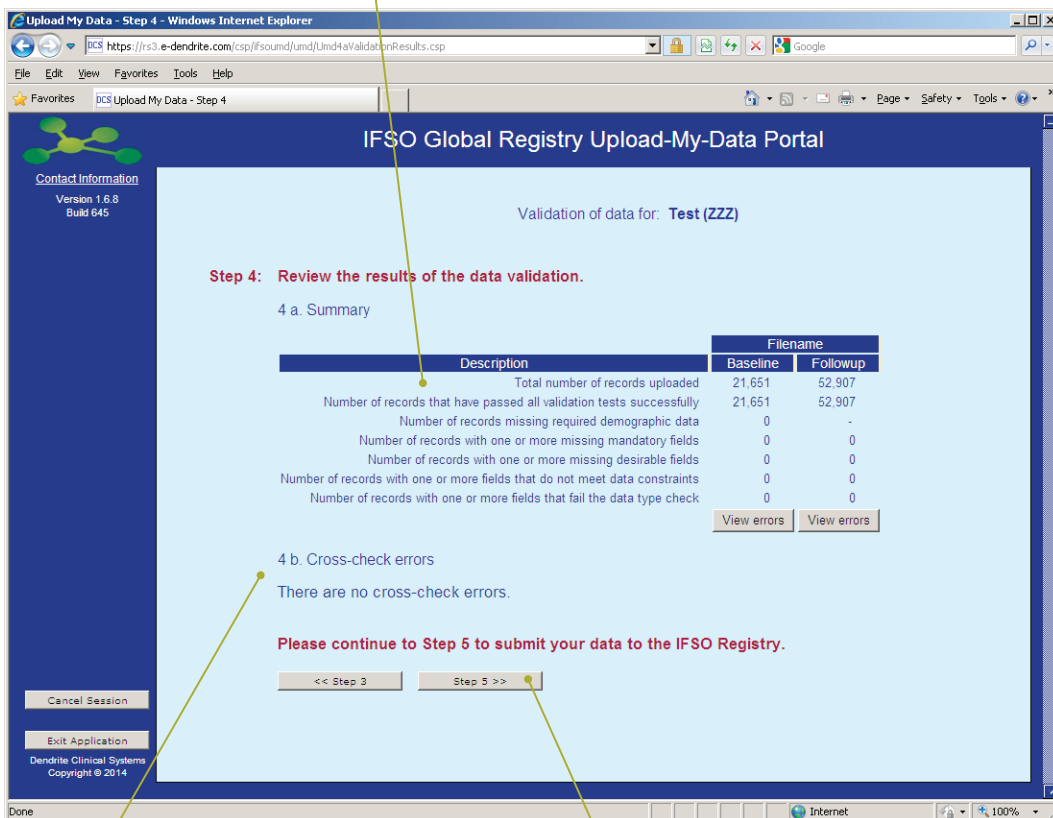 Upload My Data - Step 4 - Windows Internet Explorer
DCS https://rs3.e-dendrite.com/csp/ifsoumd/umd/Umd4aValidationResults.csp
Google
File Edit View Favorites Tools Help
Favorites DCS Upload My Data - Step 4 Page Safety Tools
IFSO Global Registry Upload-My-Data Portal
Contact Information
Version 1.6.8
Build 645
Validation of data for: Test (ZZZ)
Step 4: Review the results of the data validation.
4 a. Summary
Filename
Description Baseline Followup
Total number of records uploaded 21,651 52,907
Number of records that have passed all validation tests successfully 21,651 52,907
Number of records missing required demographic data 0 -
Number of records with one or more missing mandatory fields 0 0
Number of records with one or more missing desirable fields 0 0
Number of records with one or more fields that do not meet data constraints 0 0
Number of records with one or more fields that fail the data type check 0 0
View errors View errors
4 b. Cross-check errors
There are no cross-check errors.
Please continue to Step 5 to submit your data to the IFSO Registry.
<< Step 3 Step 5 >>
Cancel Session
Exit Application
Dendrite Clinical Systems
Copyright © 2014
Done Internet 100%